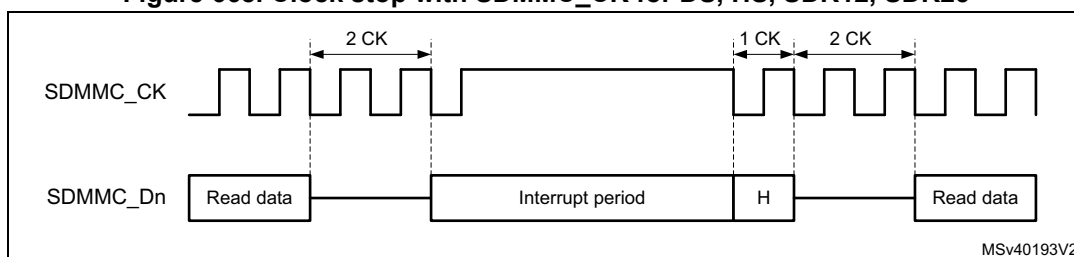 Figure 663. Clock stop with SDMMC_CK for DS, HS, SDR12, SDR25
2 CK 1 CK 2 CK
SDMMC_CK
SDMMC_Dn Read data Interrupt period H Read data
MSv40193V2